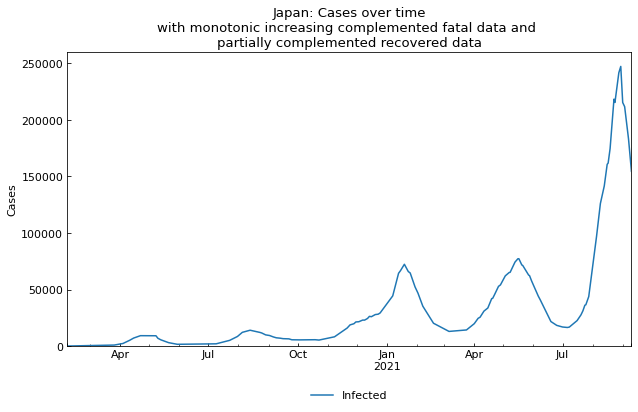 Japan: Cases over time
with monotonic increasing complemented fatal data and
partially complemented recovered data
250000
200000
150000
100000
50000
0
Cases
Apr
Jul
Oct
Jan
2021
Apr
Jul
Infected